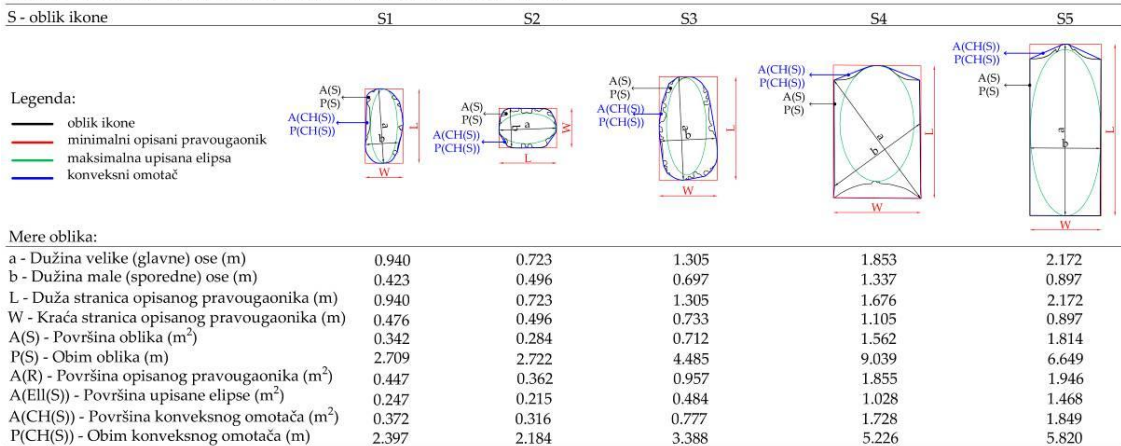 S - oblik ikone S1 S2 S3 S4 S5
Legenda:
oblik ikone
minimalni opisani pravougaonik
maksimalna upisana elipsa
konveksni omotač
A(S)
P(S)
A(CH(S))
P(CH(S))
a
b
L
W
A(S)
P(S)
A(CH(S))
P(CH(S))
a
L
W
A(S)
P(S)
A(CH(S))
P(CH(S))
a
b
L
W
A(CH(S))
P(CH(S))
A(S)
P(S)
a
b
L
W
A(CH(S))
P(CH(S))
A(S)
P(S)
a
b
L
W
Mere oblika:
a - Dužina velike (glavne) ose (m) 0.940 0.723 1.305 1.853 2.172
b - Dužina male (sporedne) ose (m) 0.423 0.496 0.697 1.337 0.897
L - Duža stranica opisanog pravougaonika (m) 0.940 0.723 1.305 1.676 2.172
W - Kraća stranica opisanog pravougaonika (m) 0.476 0.496 0.733 1.105 0.897
A(S) - Površina oblika (m²) 0.342 0.284 0.712 1.562 1.814
P(S) - Obim oblika (m) 2.709 2.722 4.485 9.039 6.649
A(R) - Površina opisanog pravougaonika (m²) 0.447 0.362 0.957 1.855 1.946
A(Ell(S)) - Površina upisane elipse (m²) 0.247 0.215 0.484 1.028 1.468
A(CH(S)) - Površina konveksnog omotača (m²) 0.372 0.316 0.777 1.728 1.849
P(CH(S)) - Obim konveksnog omotača (m) 2.397 2.184 3.388 5.226 5.820